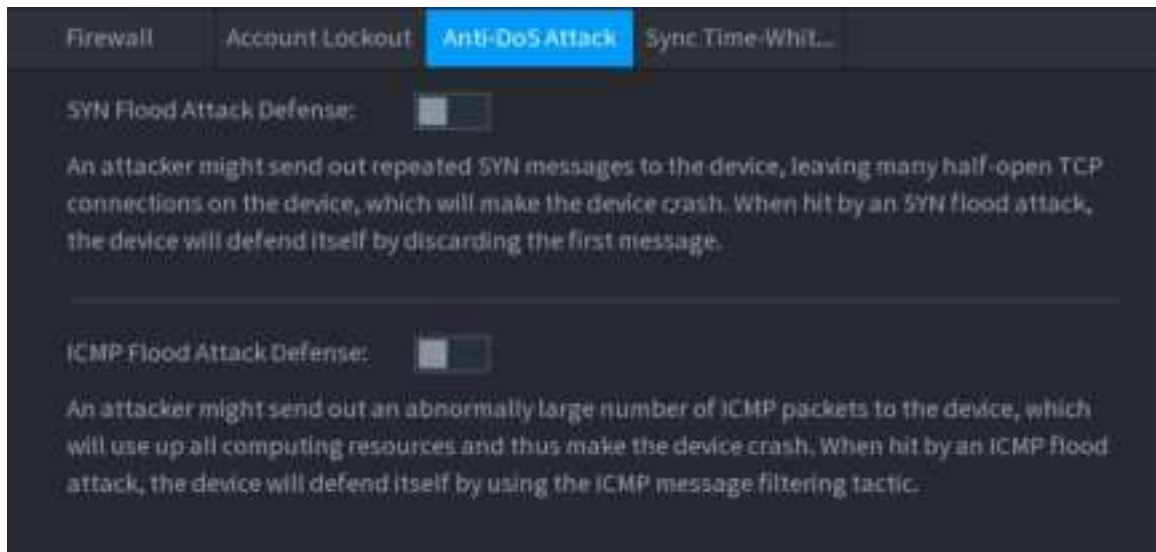 Firewall Account Lockout Anti-DoS Attack Sync Time-Whit...
SYN Flood Attack Defense:
An attacker might send out repeated SYN messages to the device, leaving many half-open TCP
connections on the device, which will make the device crash. When hit by an SYN flood attack,
the device will defend itself by discarding the first message.
ICMP Flood Attack Defense:
An attacker might send out an abnormally large number of ICMP packets to the device, which
will use up all computing resources and thus make the device crash. When hit by an ICMP flood
attack, the device will defend itself by using the ICMP message filtering tactic.